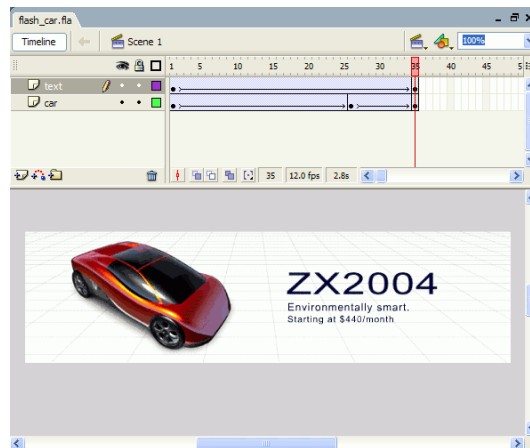 flash_car.fla
Timeline Scene 1 100%
1 5 10 15 20 25 30 35 40 45 5
text
car
35 12.0 fps 2.8s
ZX2004
Environmentally smart.
Starting at $440/month